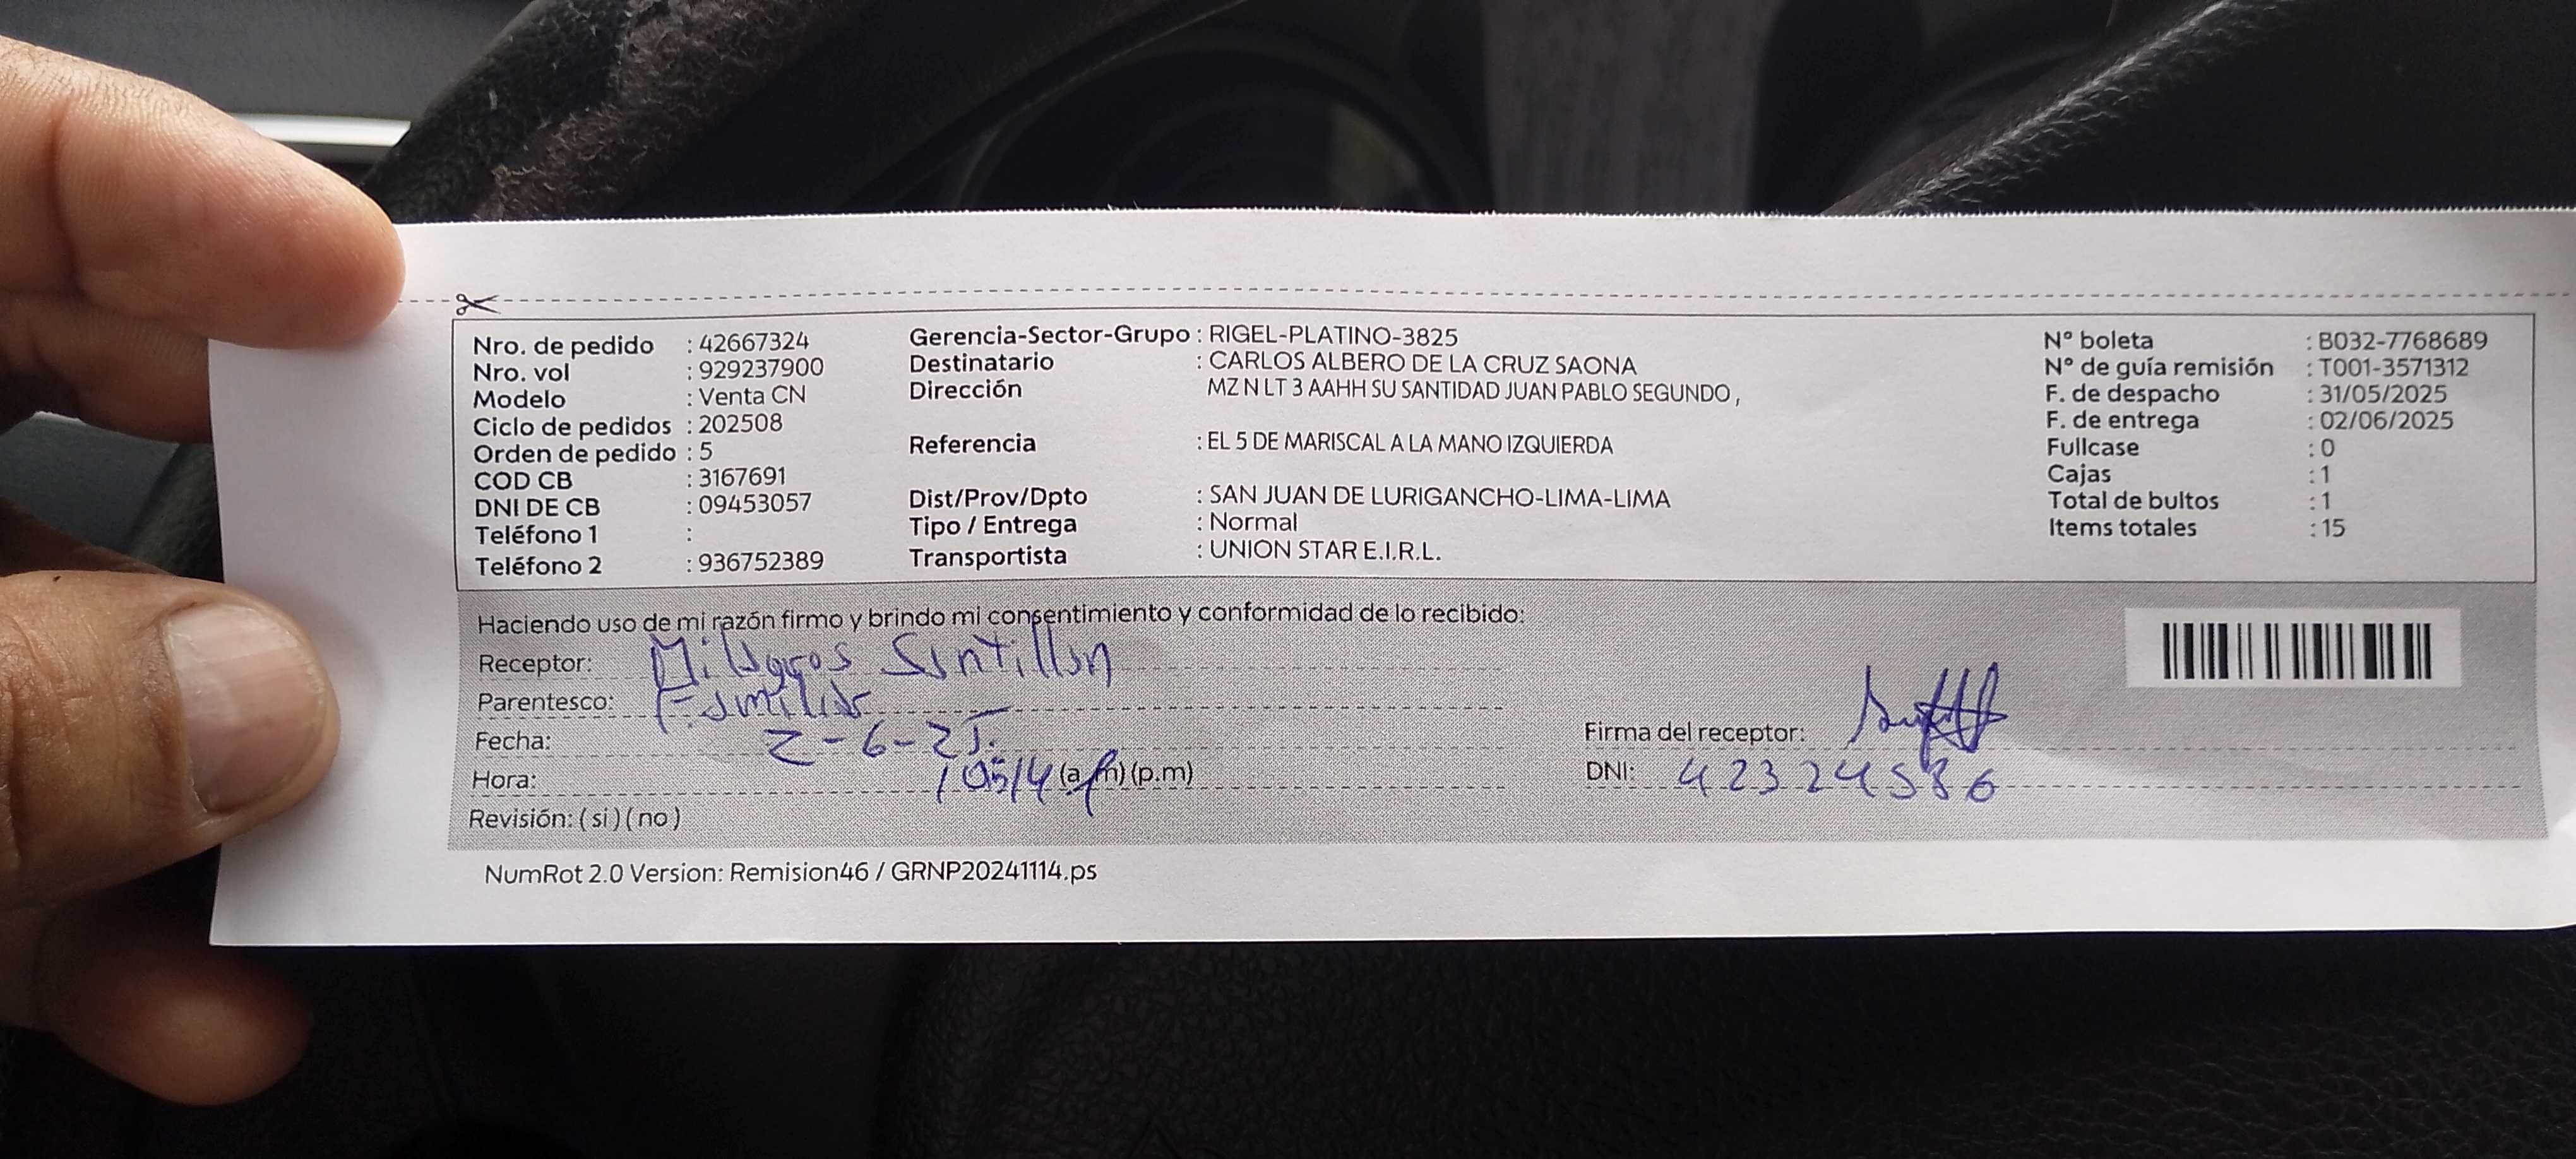 Nro. de pedido : 42667324
Nro. vol : 929237900
Modelo : Venta CN
Ciclo de pedidos : 202508
Orden de pedido : 5
COD CB : 3167691
DNI DE CB : 09453057
Teléfono 1 :
Teléfono 2 : 936752389
Gerencia-Sector-Grupo : RIGEL-PLATINO-3825
Destinatario : CARLOS ALBERO DE LA CRUZ SAONA
Dirección MZ N LT 3 AAHH SU SANTIDAD JUAN PABLO SEGUNDO ,
Referencia : EL 5 DE MARISCAL A LA MANO IZQUIERDA
Dist/Prov/Dpto : SAN JUAN DE LURIGANCHO-LIMA-LIMA
Tipo / Entrega : Normal
Transportista : UNION STAR E.I.R.L.
N° boleta : B032-7768689
N° de guía remisión : T001-3571312
F. de despacho : 31/05/2025
F. de entrega : 02/06/2025
Fullcase : 0
Cajas : 1
Total de bultos : 1
Items totales : 15
Haciendo uso de mi razón firmo y brindo mi consentimiento y conformidad de lo recibido:
Receptor: Milagros Santillan
Parentesco: Familiar
Fecha: 2-6-25.
Hora: (a.m) (p.m)
Revisión: ( si ) ( no )
Firma del receptor:
DNI: 42324586
NumRot 2.0 Version: Remision46 / GRNP20241114.ps